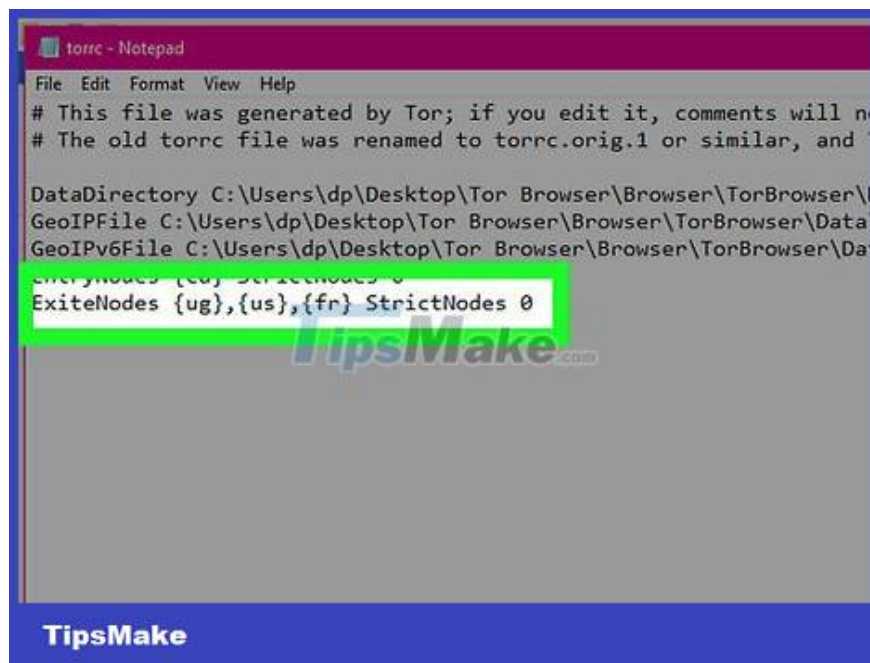 torrc - Notepad
File Edit Format View Help
# This file was generated by Tor; if you edit it, comments will
# The old torrc file was renamed to torrc.orig.1 or similar, and
DataDirectory C:\Users\dp\Desktop\Tor Browser\Browser\TorBrowser\
GeoIPFile C:\Users\dp\Desktop\Tor Browser\Browser\TorBrowser\Data
GeoIPv6File C:\Users\dp\Desktop\Tor Browser\Browser\TorBrowser\Da
EntryNodes StrictNodes
ExiteNodes {ug},{us},{fr} StrictNodes 0
TipsMake.com
TipsMake